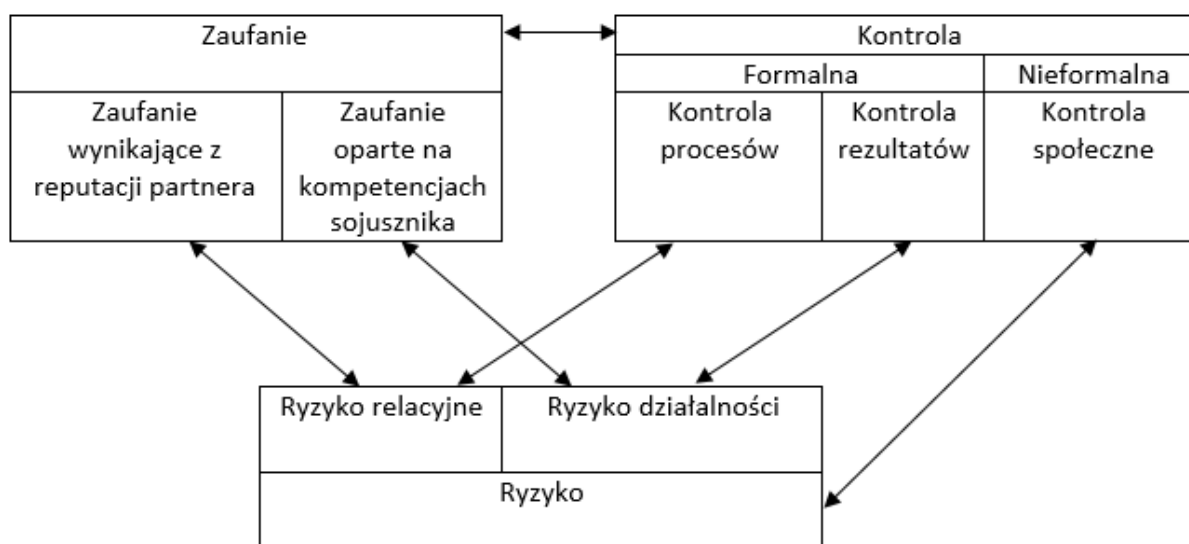 Zaufanie
Kontrola
Formalna
Nieformalna
Zaufanie
wynikające z
reputacji partnera
Zaufanie
oparte na
kompetencjach
sojusznika
Kontrola
procesów
Kontrola
rezultatów
Kontrola
społeczne
Ryzyko relacyjne
Ryzyko działalności
Ryzyko